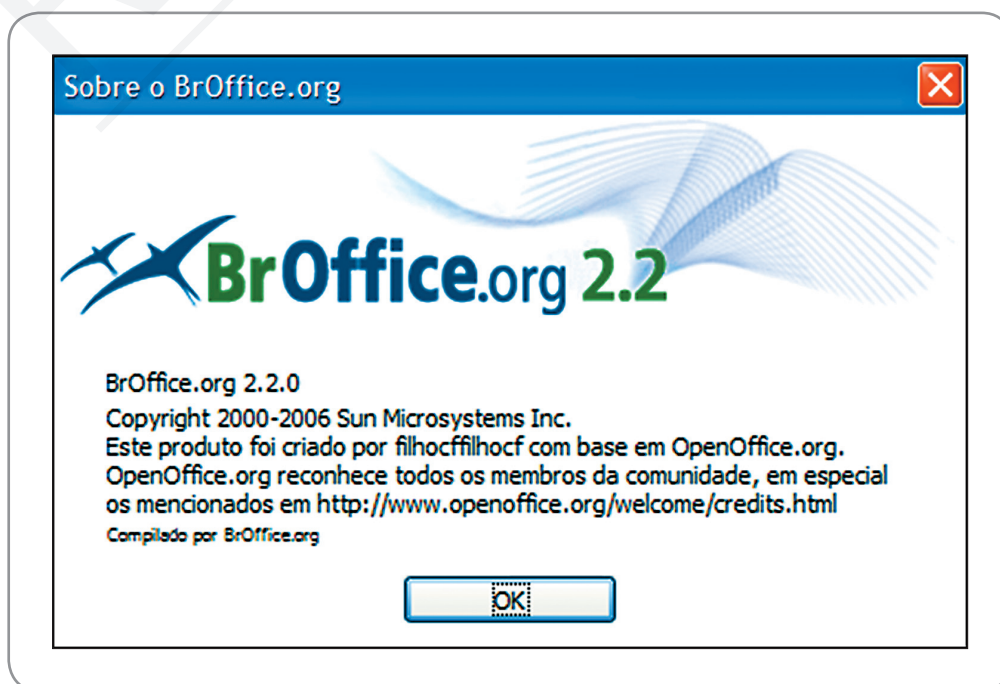 Sobre o BrOffice.org
BrOffice.org 2.2
BrOffice.org 2.2.0
Copyright 2000-2006 Sun Microsystems Inc.
Este produto foi criado por filhocffilhocf com base em OpenOffice.org.
OpenOffice.org reconhece todos os membros da comunidade, em especial
os mencionados em http://www.openoffice.org/welcome/credits.html
Compilado por BrOffice.org
OK